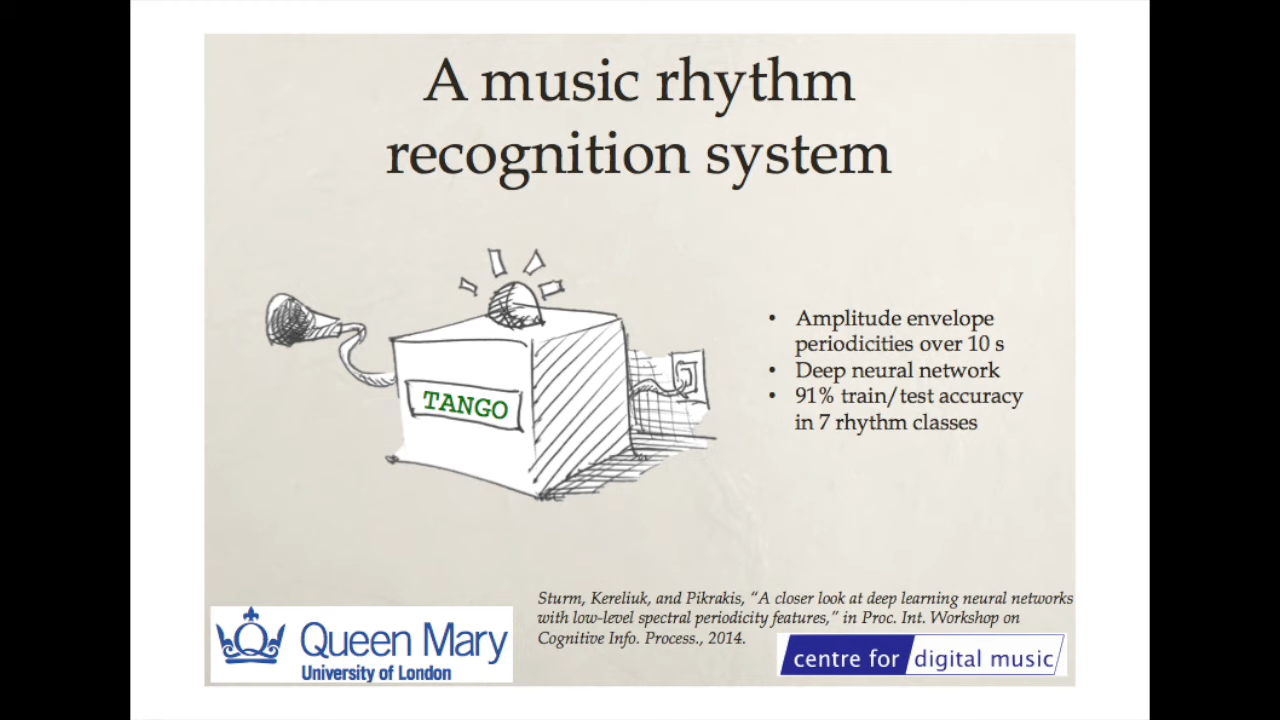 A music rhythm
recognition system
TANGO
• Amplitude envelope
periodicities over 10 s
• Deep neural network
• 91% train/test accuracy
in 7 rhythm classes
Sturm, Kereliuk, and Pikrakis, “A closer look at deep learning neural networks
with low-level spectral periodicity features,” in Proc. Int. Workshop on
Cognitive Info. Process., 2014.
Queen Mary
University of London
centre for digital music